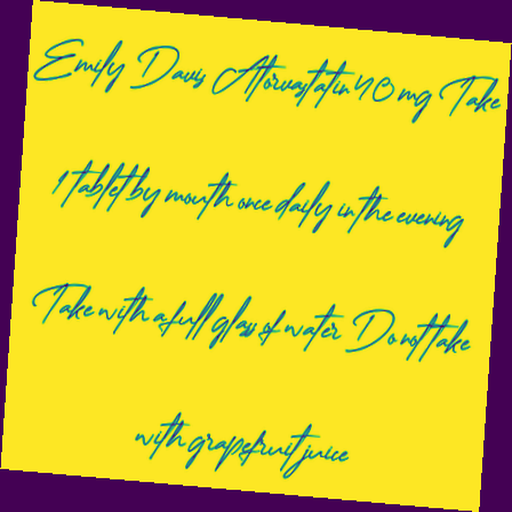 Emily Davis Atorvastatin 40 mg Take
1 tablet by mouth once daily in the evening
Take with a full glass of water Do not take
with grapefruit juice